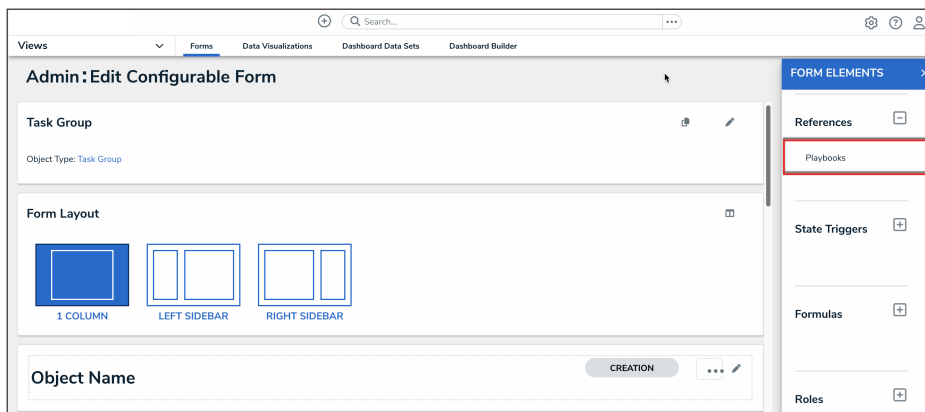 Search...
Views
Forms
Data Visualizations
Dashboard Data Sets
Dashboard Builder
Admin:Edit Configurable Form
Task Group
Object Type: Task Group
Form Layout
1 COLUMN
LEFT SIDEBAR
RIGHT SIDEBAR
Object Name
CREATION
FORM ELEMENTS
References
Playbooks
State Triggers
Formulas
Roles